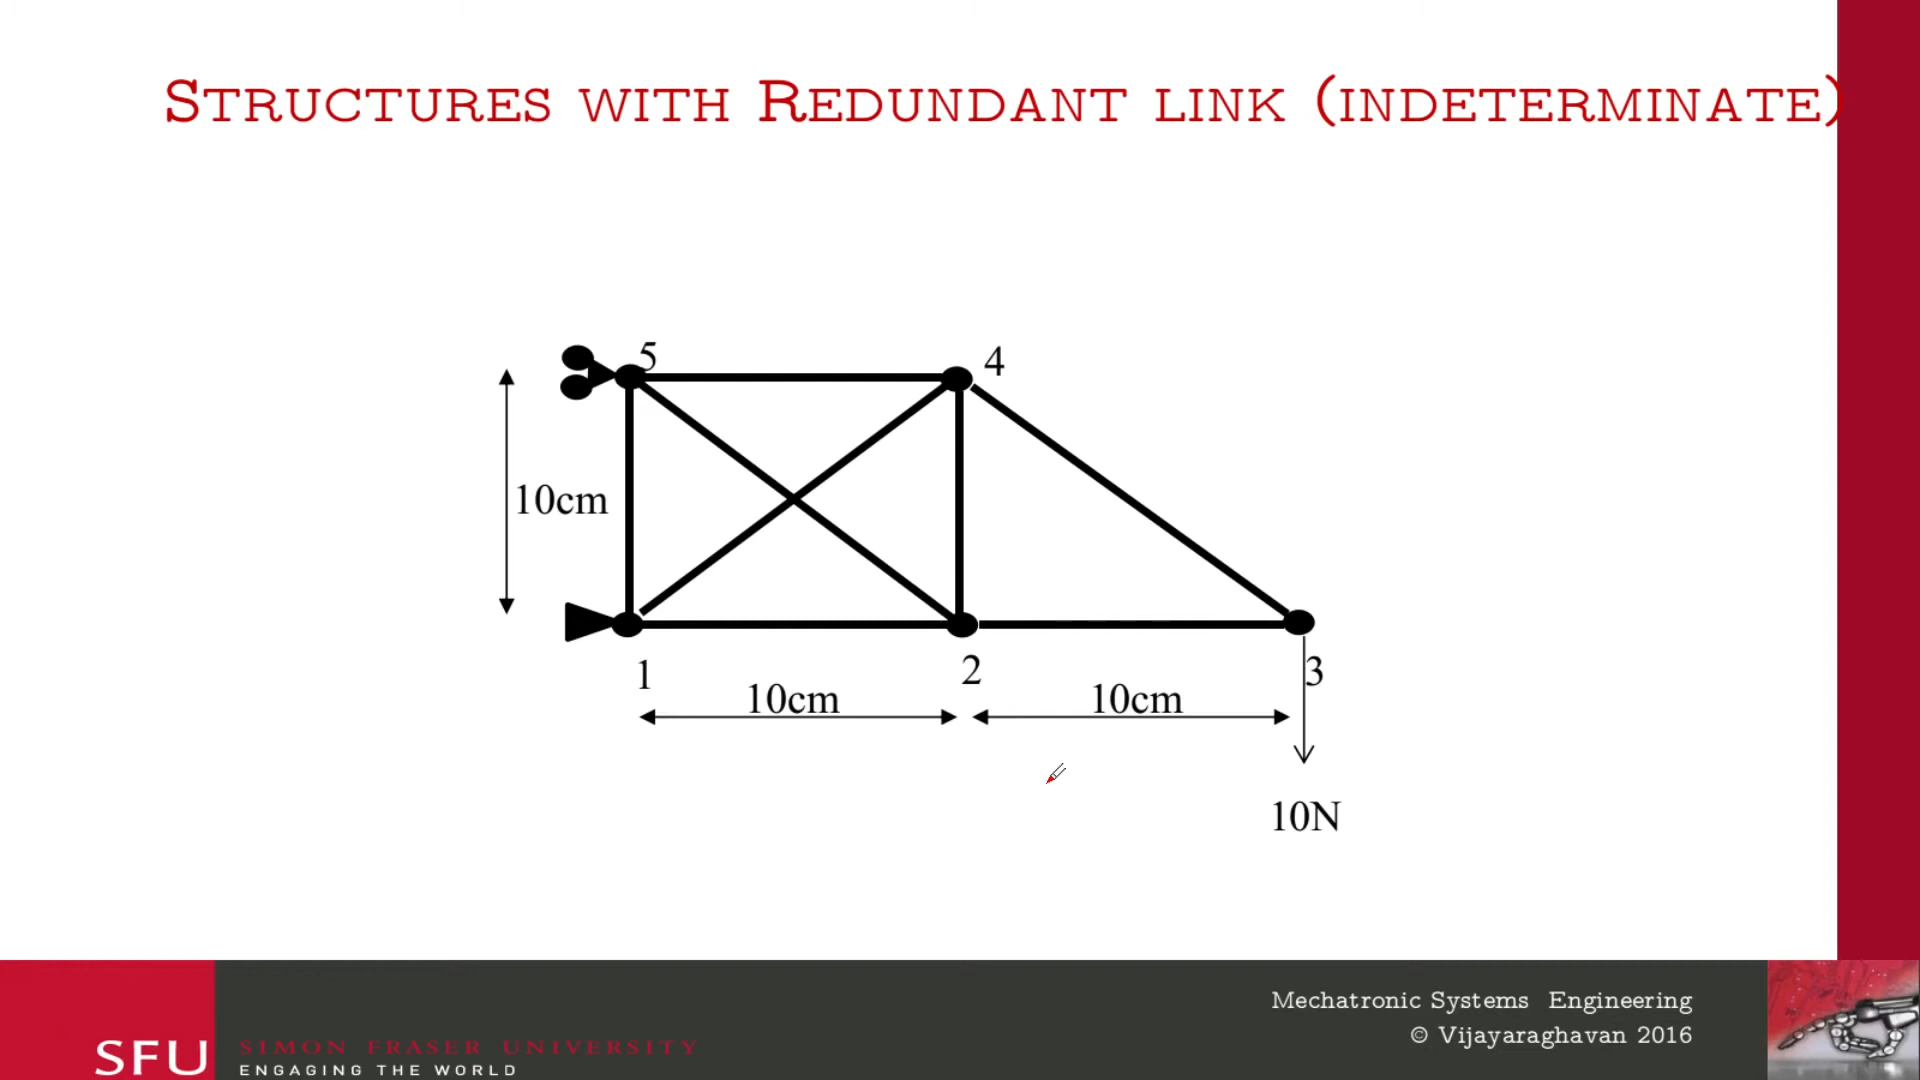 STRUCTURES WITH REDUNDANT LINK (INDETERMINATE)
5
4
10cm
1
2
3
10cm
10cm
10N
Mechatronic Systems Engineering
© Vijayaraghavan 2016
SFU
SIMON FRASER UNIVERSITY
ENGAGING THE WORLD